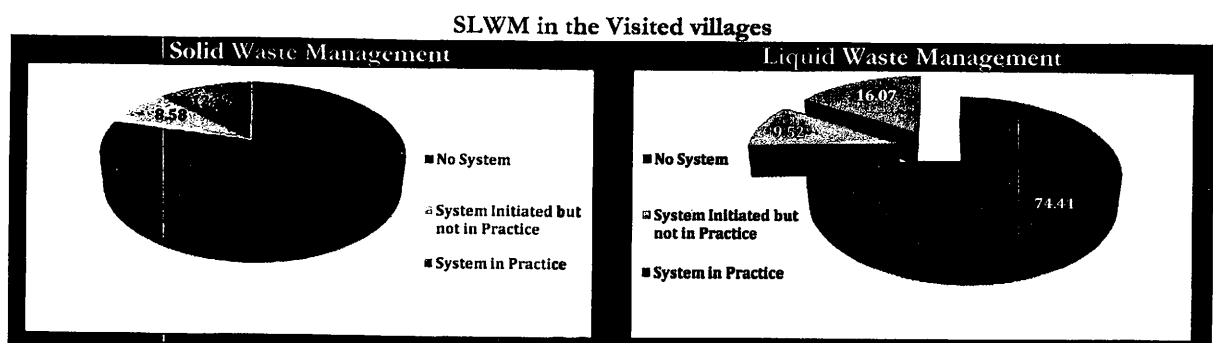 SLWM in the Visited villages
Solid Waste Management
8.58
No System
System Initiated but
not in Practice
System in Practice
Liquid Waste Management
16.07
9.52
74.41
No System
System Initiated but
not in Practice
System in Practice